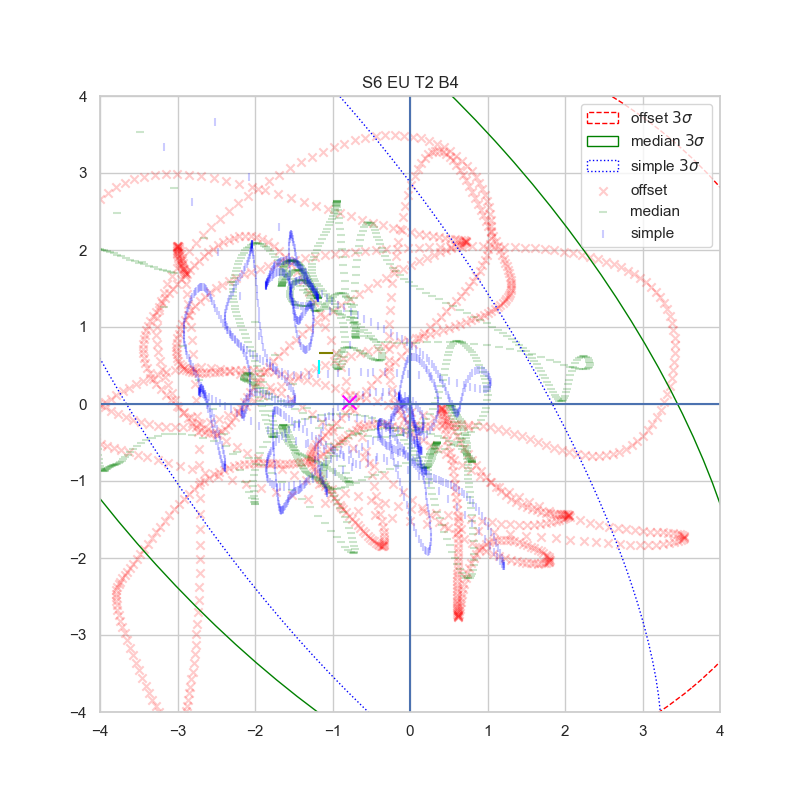 S6 EU T2 B4
4
3
2
1
0
−1
−2
−3
−4
−4 −3 −2 −1 0 1 2 3 4
offset 3σ
median 3σ
simple 3σ
offset
median
simple